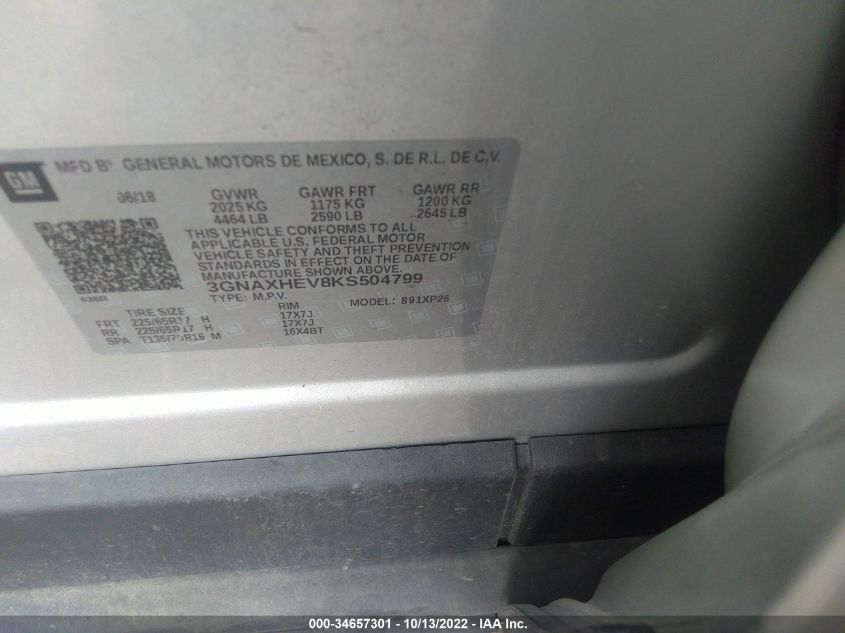 GM
MFD BY GENERAL MOTORS DE MEXICO, S. DE R.L. DE C.V.
06/18 GVWR GAWR FRT GAWR RR
2025 KG 1175 KG 1200 KG
4464 LB 2590 LB 2645 LB
THIS VEHICLE CONFORMS TO ALL
APPLICABLE U.S. FEDERAL MOTOR
VEHICLE SAFETY AND THEFT PREVENTION
STANDARDS IN EFFECT ON THE DATE OF
MANUFACTURE SHOWN ABOVE.
3GNAXHEV8KS504799
636R
TYPE: M.P.V. MODEL: 891XP26
TIRE SIZE RIM
FRT 225/65R17 H 17X7J
RR 225/65R17 H 17X7J
SPA T135/70R16 M 16X4BT
000-34657301 - 10/13/2022 - IAA Inc.